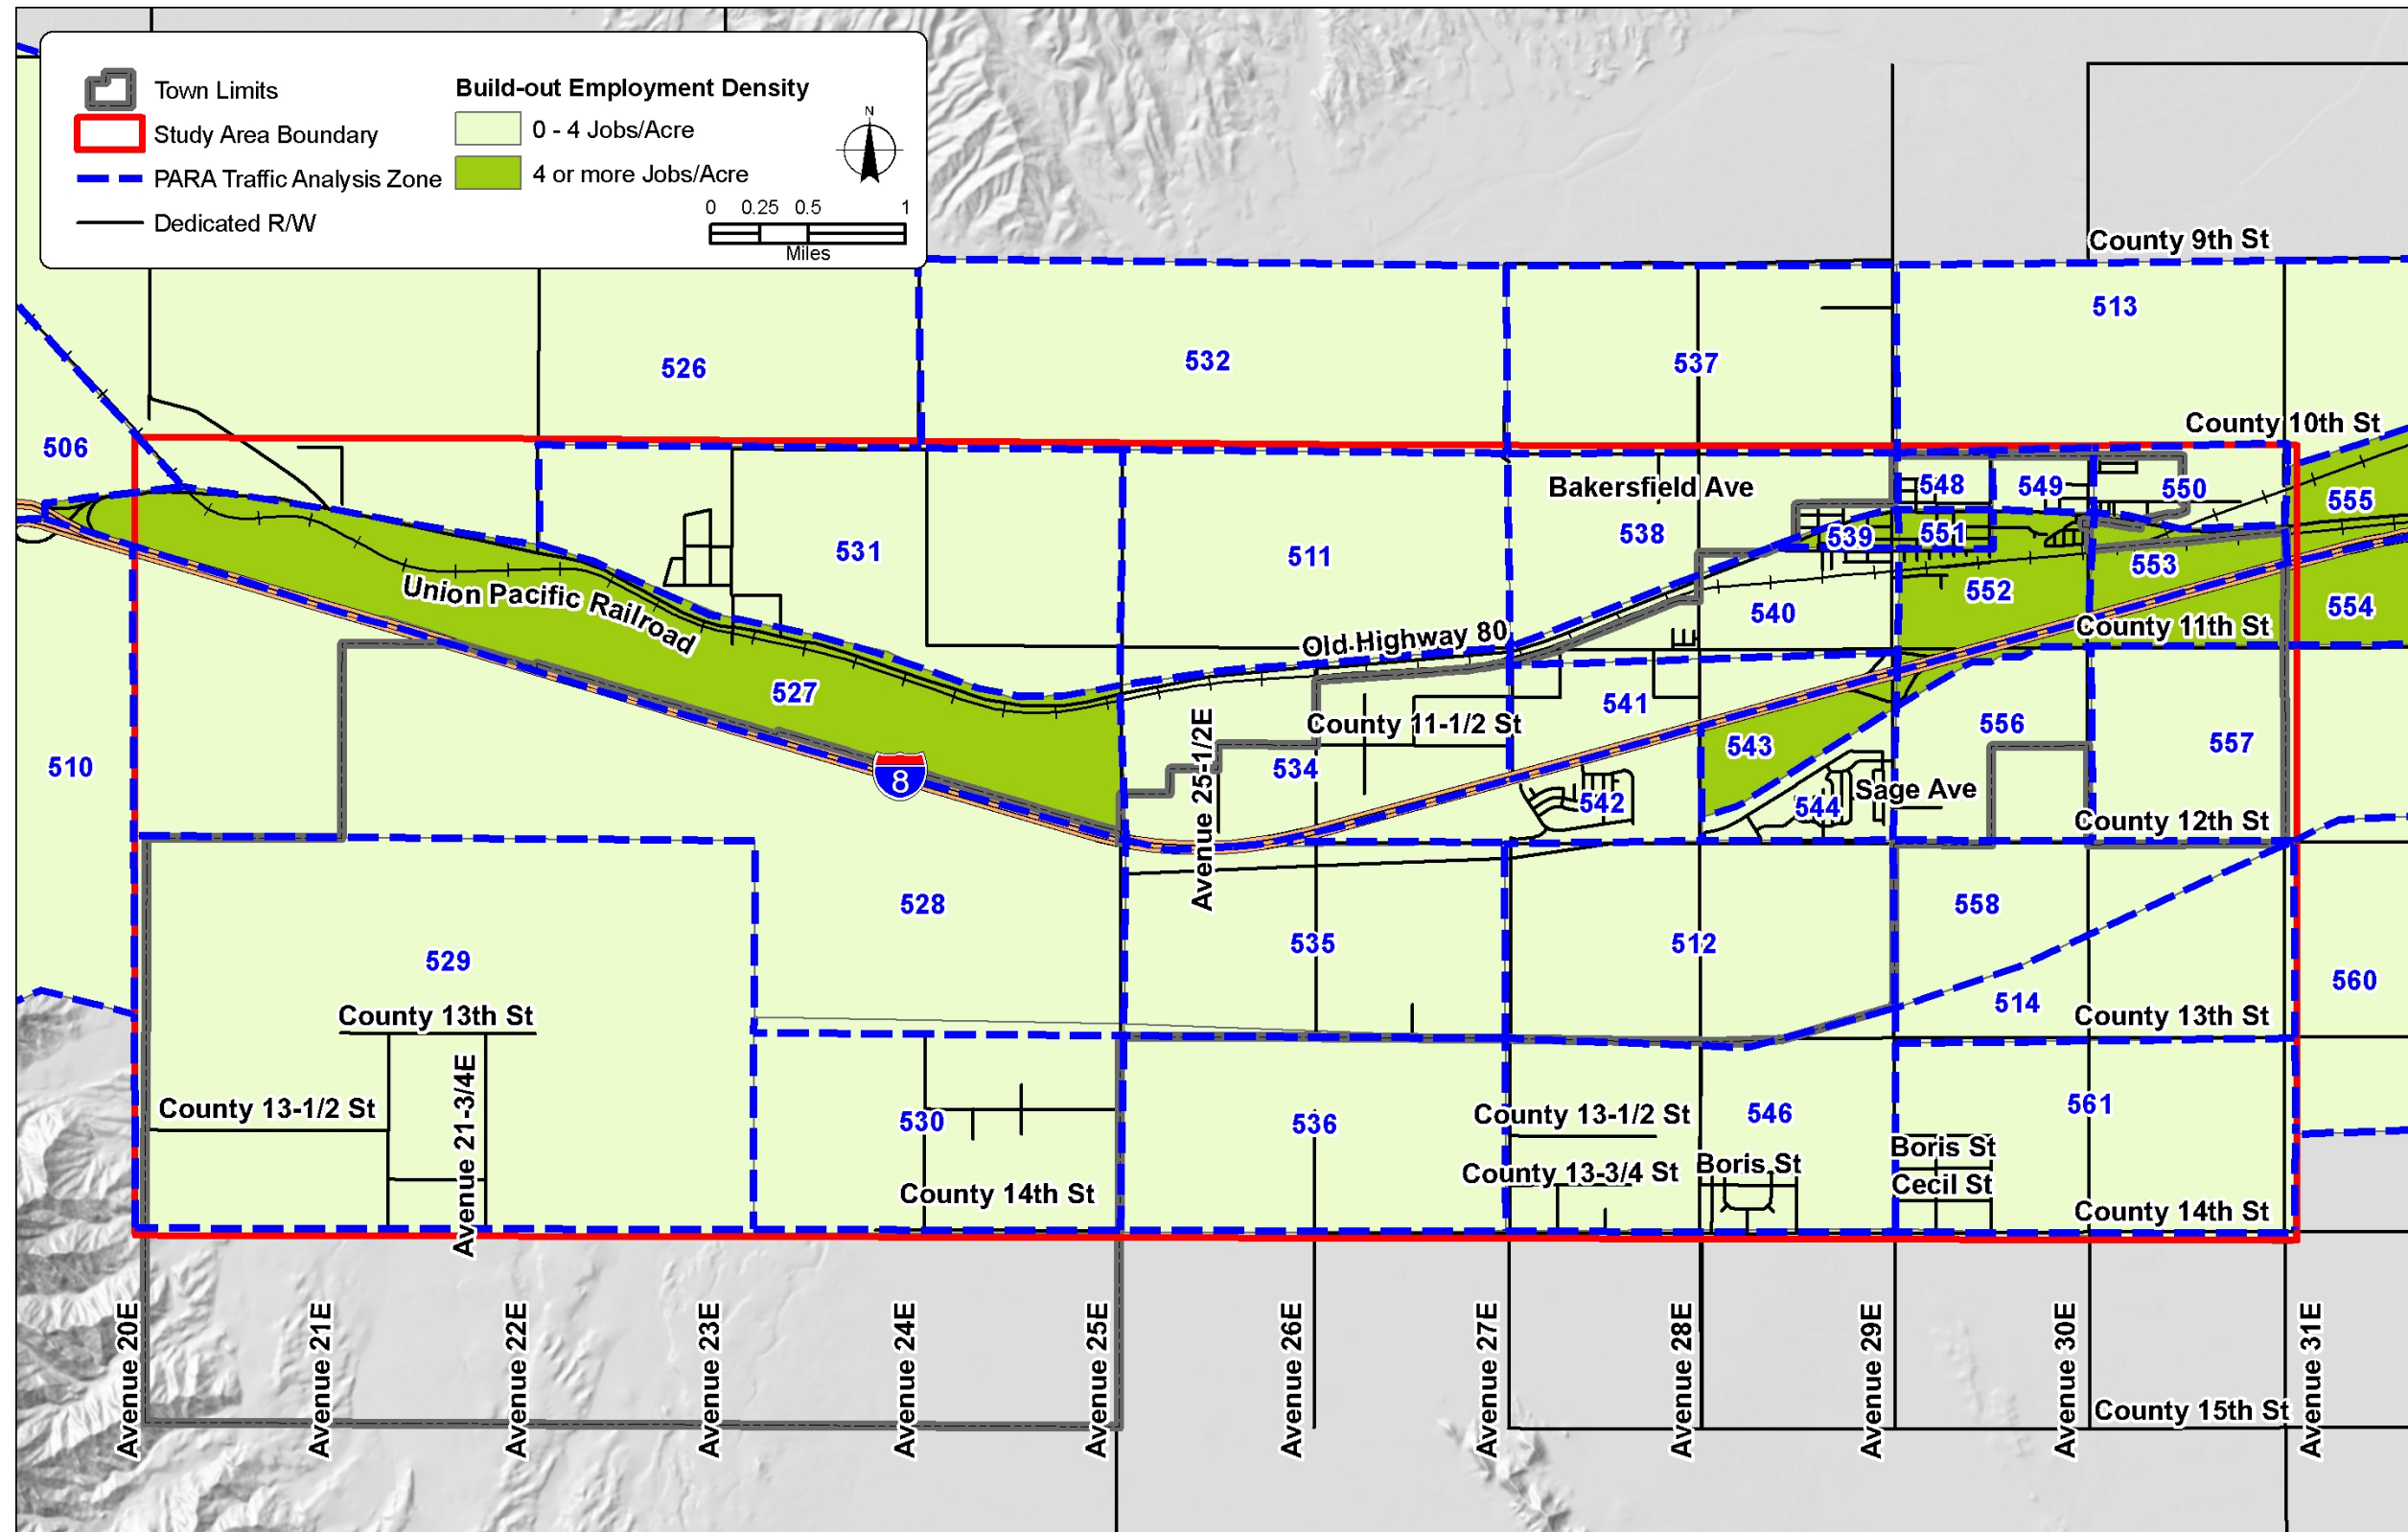 Town Limits
Study Area Boundary
PARA Traffic Analysis Zone
Dedicated R/W
Build-out Employment Density
0 - 4 Jobs/Acre
4 or more Jobs/Acre
N
0 0.25 0.5 1
Miles
County 9th St
513
526
532
537
County 10th St
506
Bakersfield Ave
548
549
550
555
531
511
538
539
551
553
552
Union Pacific Railroad
540
554
Old Highway 80
County 11th St
527
541
County 11-1/2 St
556
557
543
510
8
534
Avenue 25-1/2E
542
544
Sage Ave
County 12th St
528
558
529
535
512
560
514
County 13th St
County 13th St
County 13-1/2 St
Avenue 21-3/4E
530
536
County 13-1/2 St
546
561
Boris St
County 13-3/4 St
Boris St
Cecil St
County 14th St
County 14th St
Avenue 20E
Avenue 21E
Avenue 22E
Avenue 23E
Avenue 24E
Avenue 25E
Avenue 26E
Avenue 27E
Avenue 28E
Avenue 29E
Avenue 30E
Avenue 31E
County 15th St